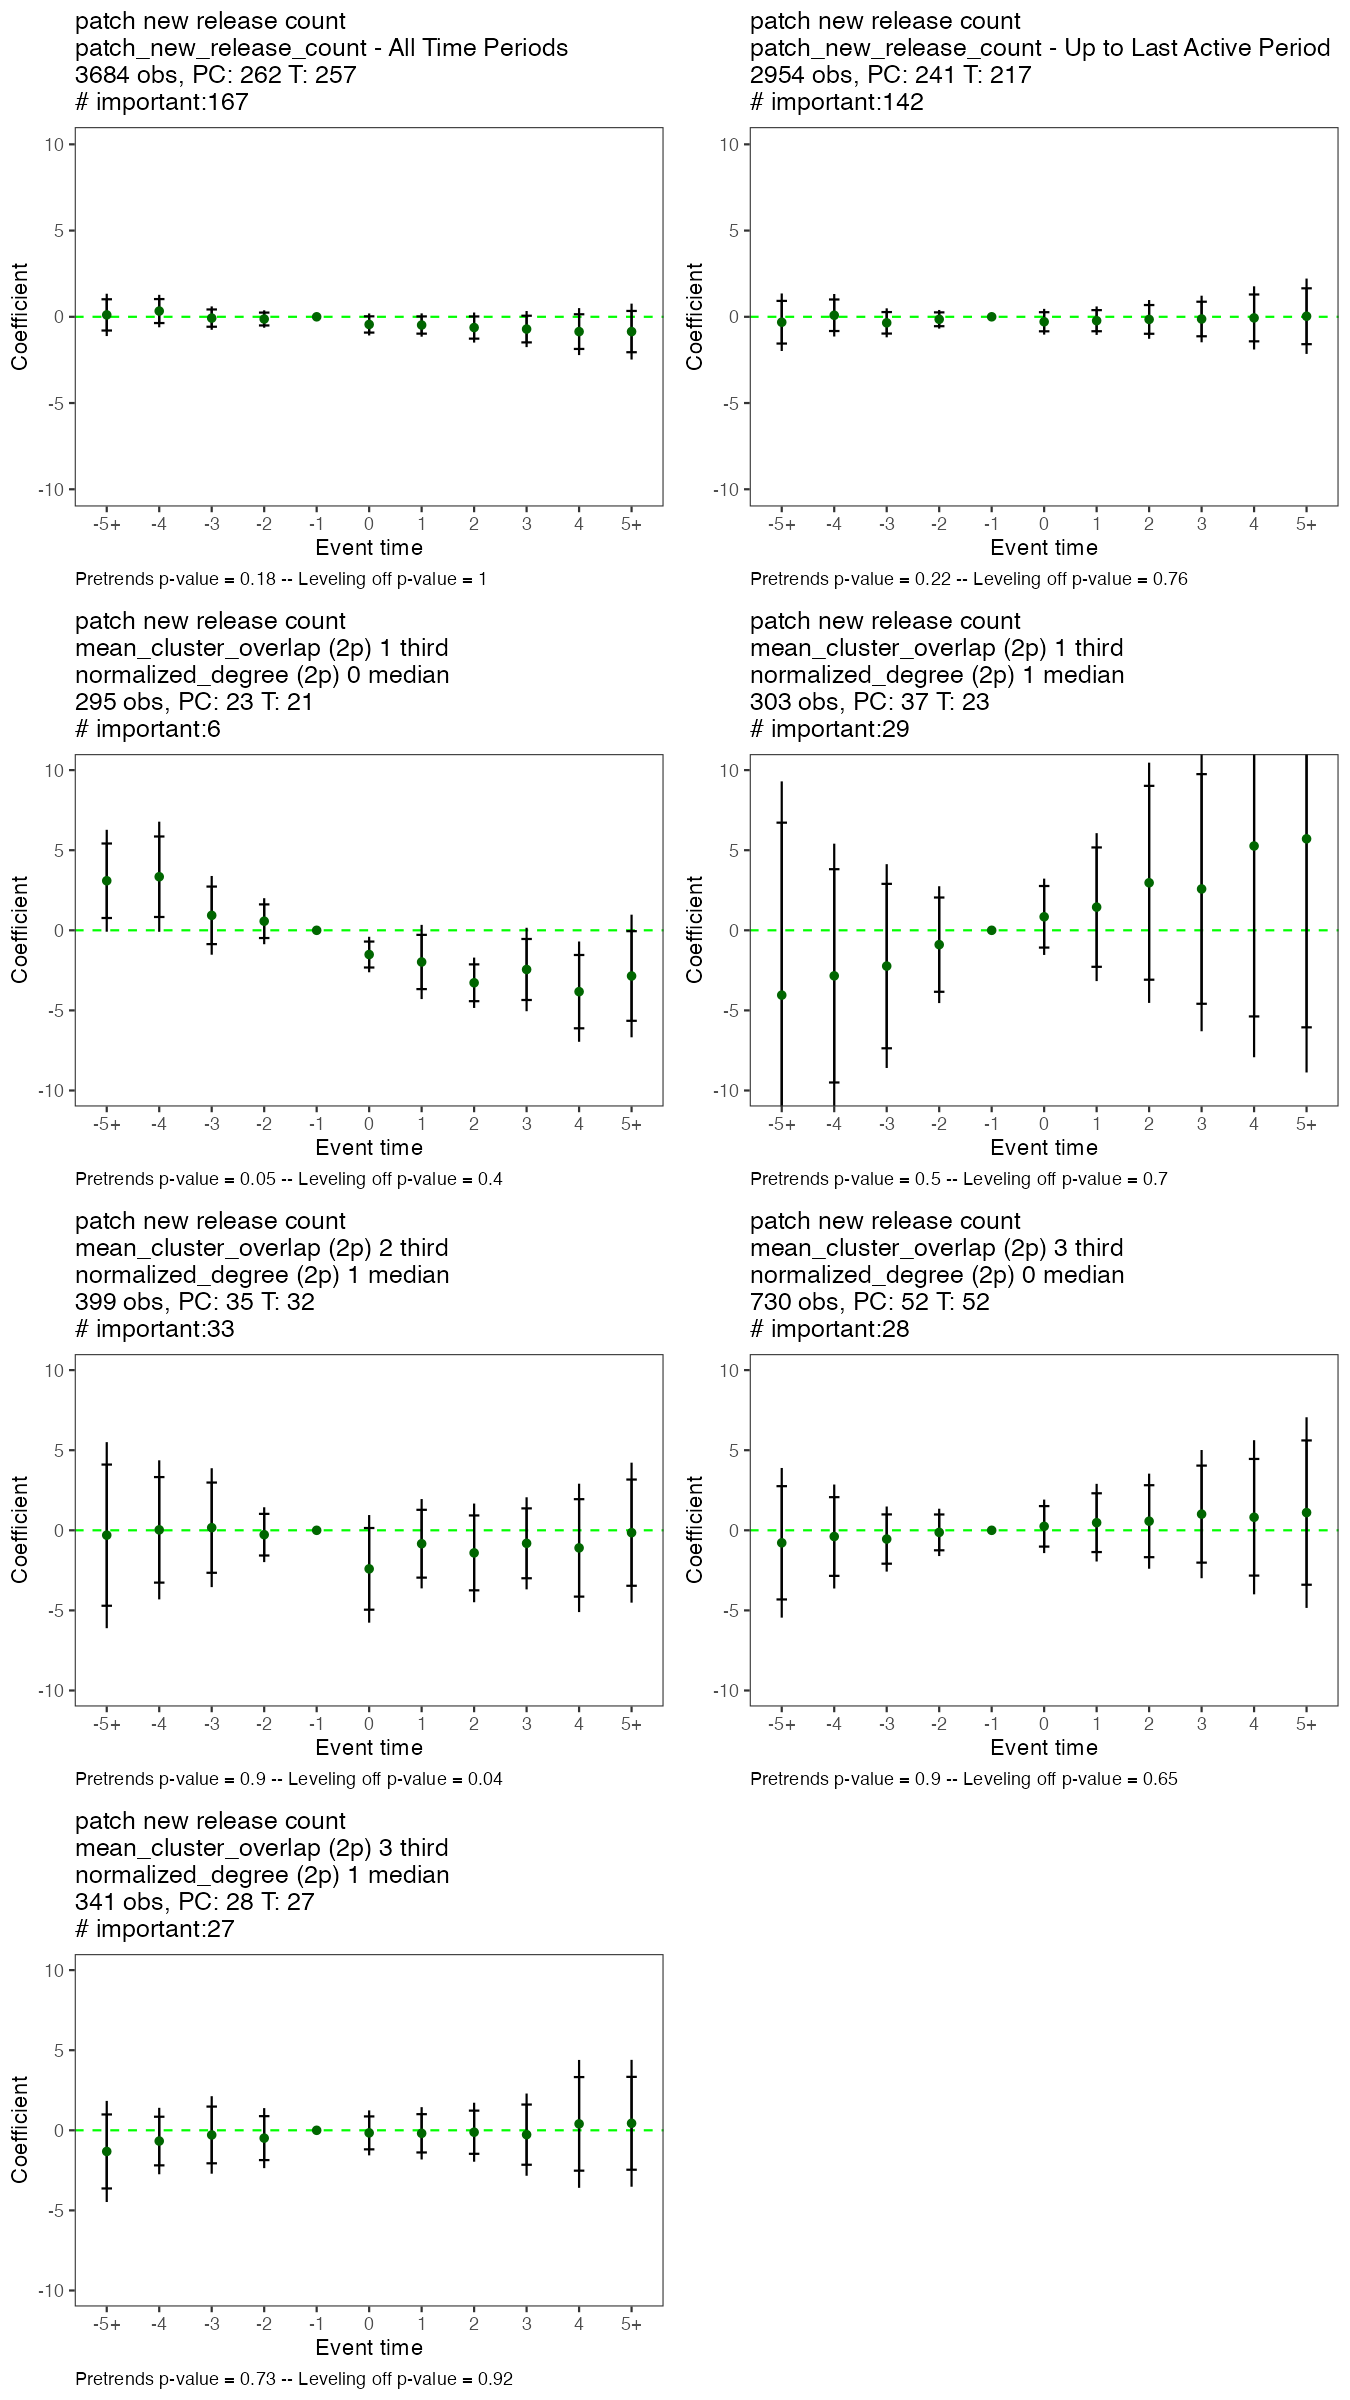 patch new release count
patch_new_release_count - All Time Periods
3684 obs, PC: 262 T: 257
# important:167
10
5
0
-5
-10
Coefficient
-5+ -4 -3 -2 -1 0 1 2 3 4 5+
Event time
Pretrends p-value = 0.18 -- Leveling off p-value = 1
patch new release count
patch_new_release_count - Up to Last Active Period
2954 obs, PC: 241 T: 217
# important:142
10
5
0
-5
-10
Coefficient
-5+ -4 -3 -2 -1 0 1 2 3 4 5+
Event time
Pretrends p-value = 0.22 -- Leveling off p-value = 0.76
patch new release count
mean_cluster_overlap (2p) 1 third
normalized_degree (2p) 0 median
295 obs, PC: 23 T: 21
# important:6
10
5
0
-5
-10
Coefficient
-5+ -4 -3 -2 -1 0 1 2 3 4 5+
Event time
Pretrends p-value = 0.05 -- Leveling off p-value = 0.4
patch new release count
mean_cluster_overlap (2p) 1 third
normalized_degree (2p) 1 median
303 obs, PC: 37 T: 23
# important:29
10
5
0
-5
-10
Coefficient
-5+ -4 -3 -2 -1 0 1 2 3 4 5+
Event time
Pretrends p-value = 0.5 -- Leveling off p-value = 0.7
patch new release count
mean_cluster_overlap (2p) 2 third
normalized_degree (2p) 1 median
399 obs, PC: 35 T: 32
# important:33
10
5
0
-5
-10
Coefficient
-5+ -4 -3 -2 -1 0 1 2 3 4 5+
Event time
Pretrends p-value = 0.9 -- Leveling off p-value = 0.04
patch new release count
mean_cluster_overlap (2p) 3 third
normalized_degree (2p) 0 median
730 obs, PC: 52 T: 52
# important:28
10
5
0
-5
-10
Coefficient
-5+ -4 -3 -2 -1 0 1 2 3 4 5+
Event time
Pretrends p-value = 0.9 -- Leveling off p-value = 0.65
patch new release count
mean_cluster_overlap (2p) 3 third
normalized_degree (2p) 1 median
341 obs, PC: 28 T: 27
# important:27
10
5
0
-5
-10
Coefficient
-5+ -4 -3 -2 -1 0 1 2 3 4 5+
Event time
Pretrends p-value = 0.73 -- Leveling off p-value = 0.92